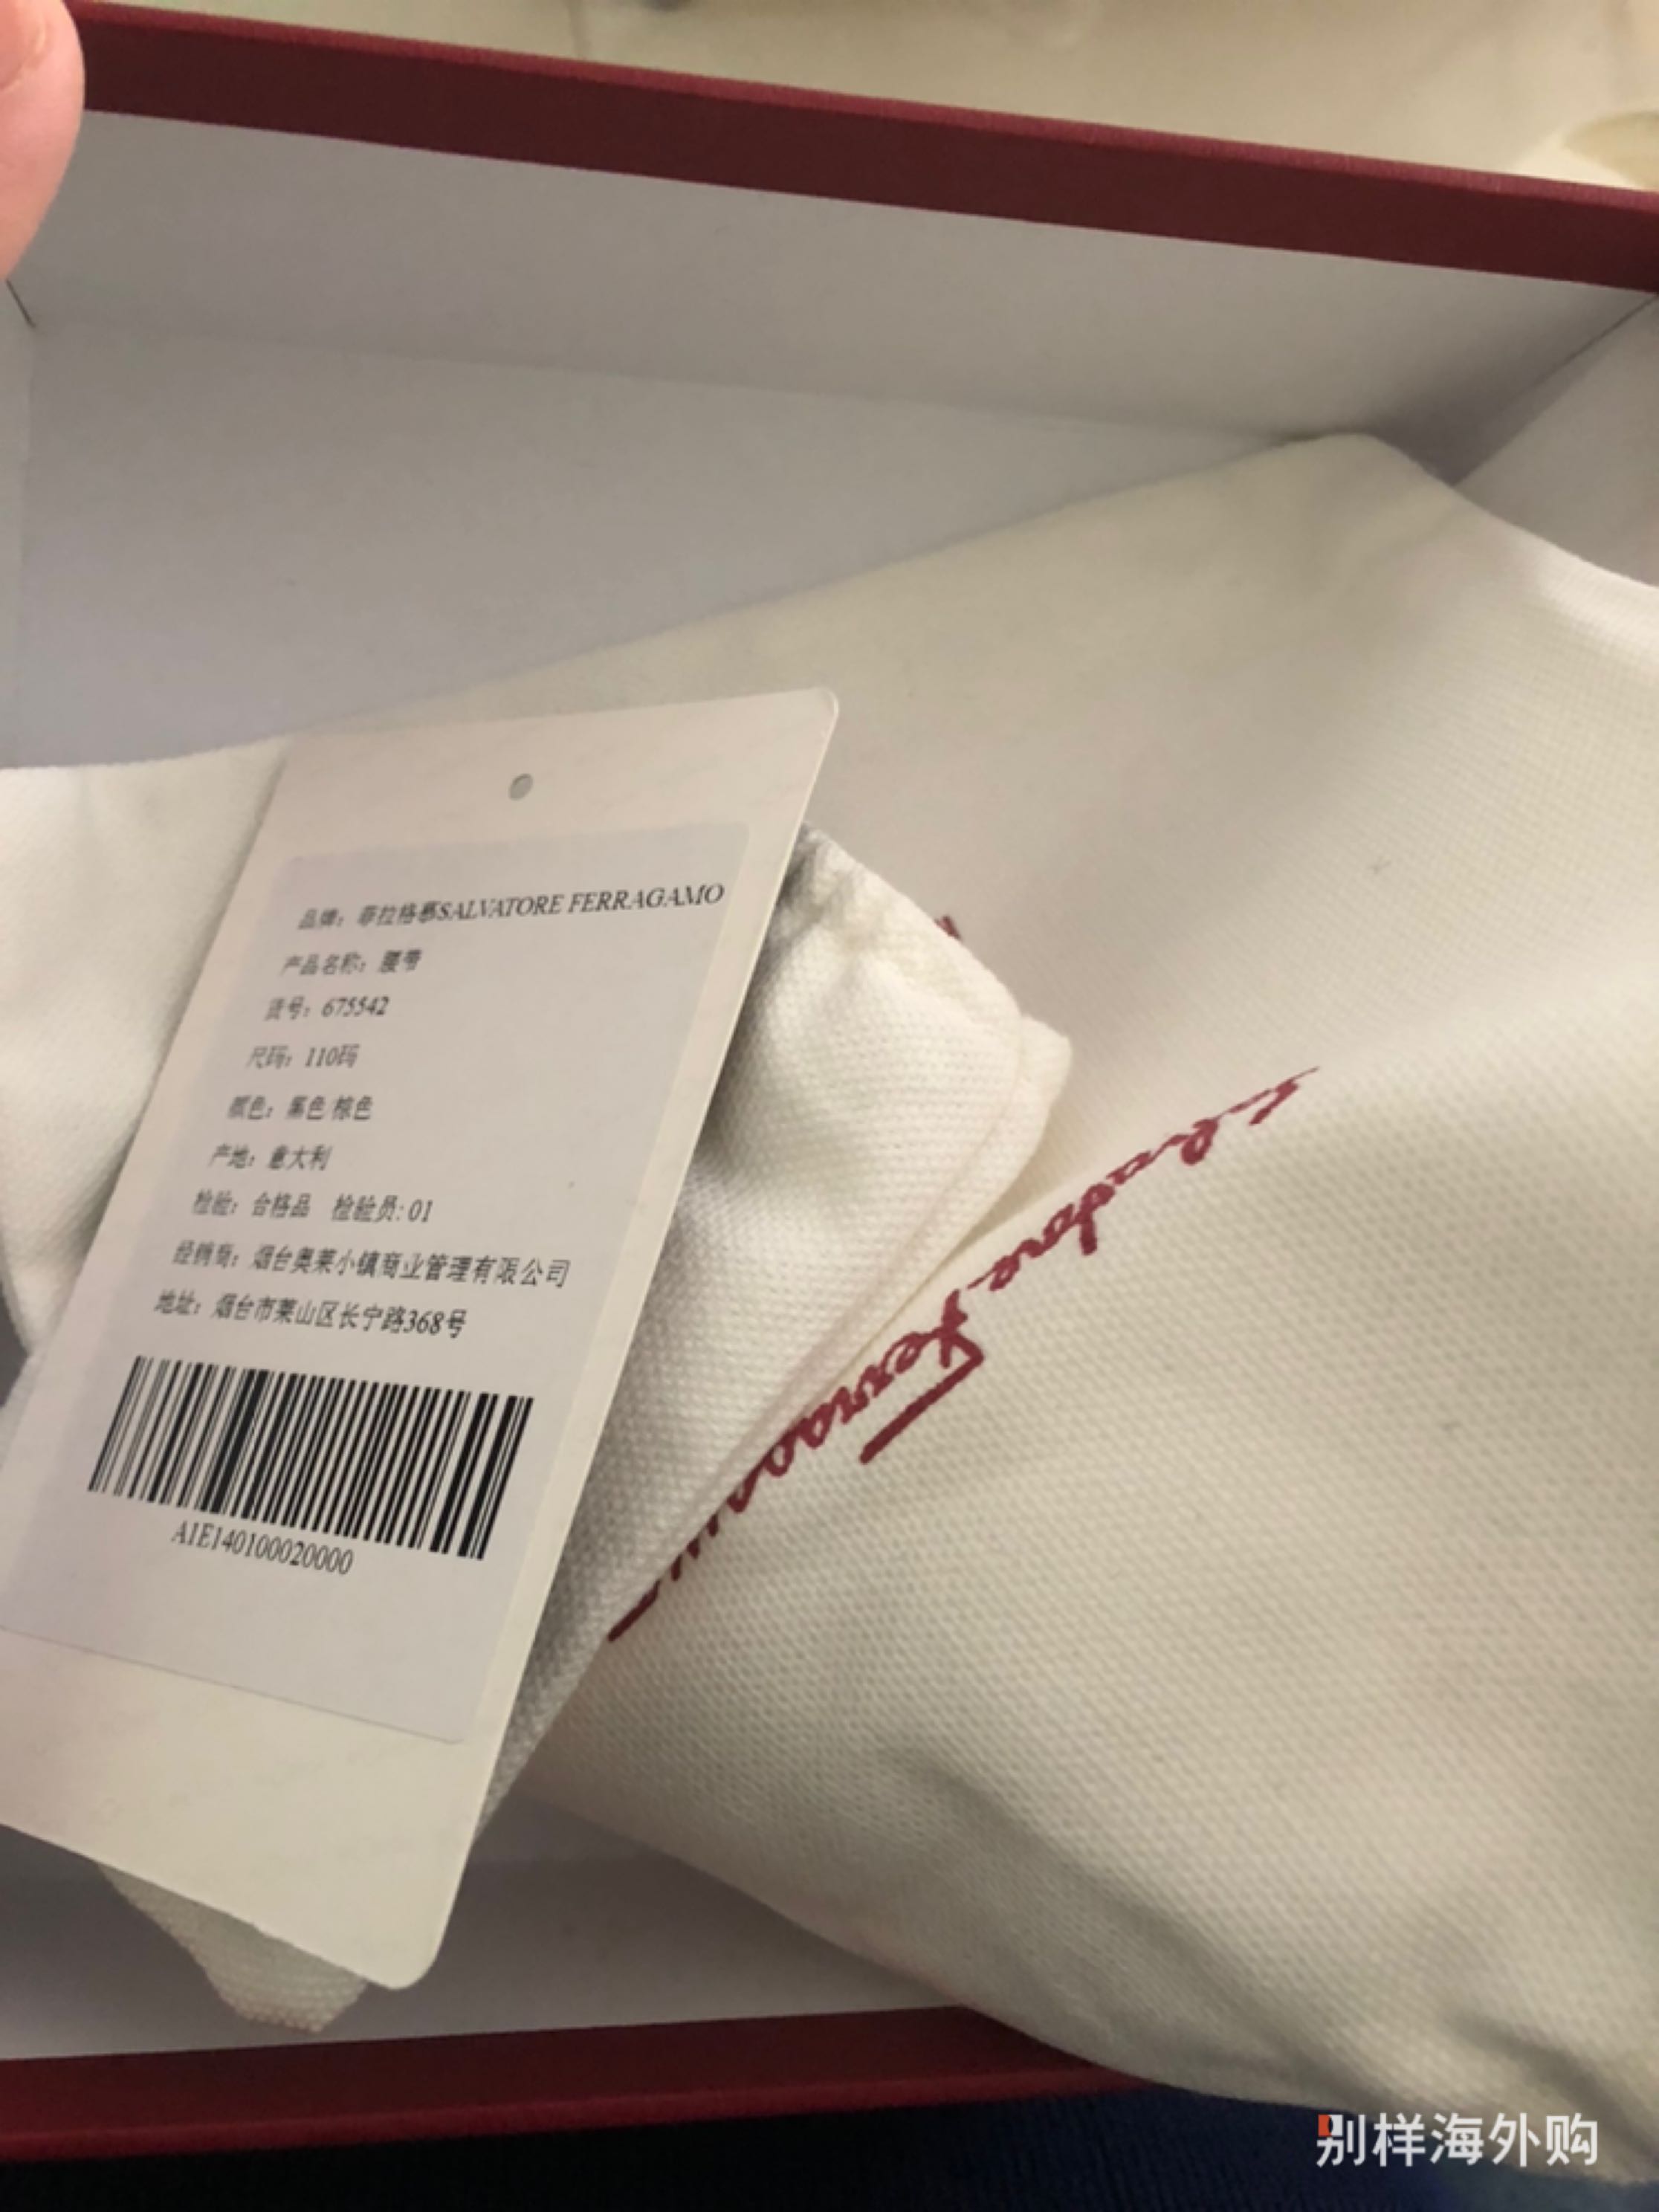 品牌：菲拉格慕SALVATORE FERRAGAMO
产品名称：腰带
货号：675542
尺码：110码
颜色：黑色 棕色
产地：意大利
检验：合格品 检验员: 01
经销商：烟台奥莱小镇商业管理有限公司
地址：烟台市莱山区长宁路368号
A1E140100020000
Salvatore Ferragamo
别样海外购